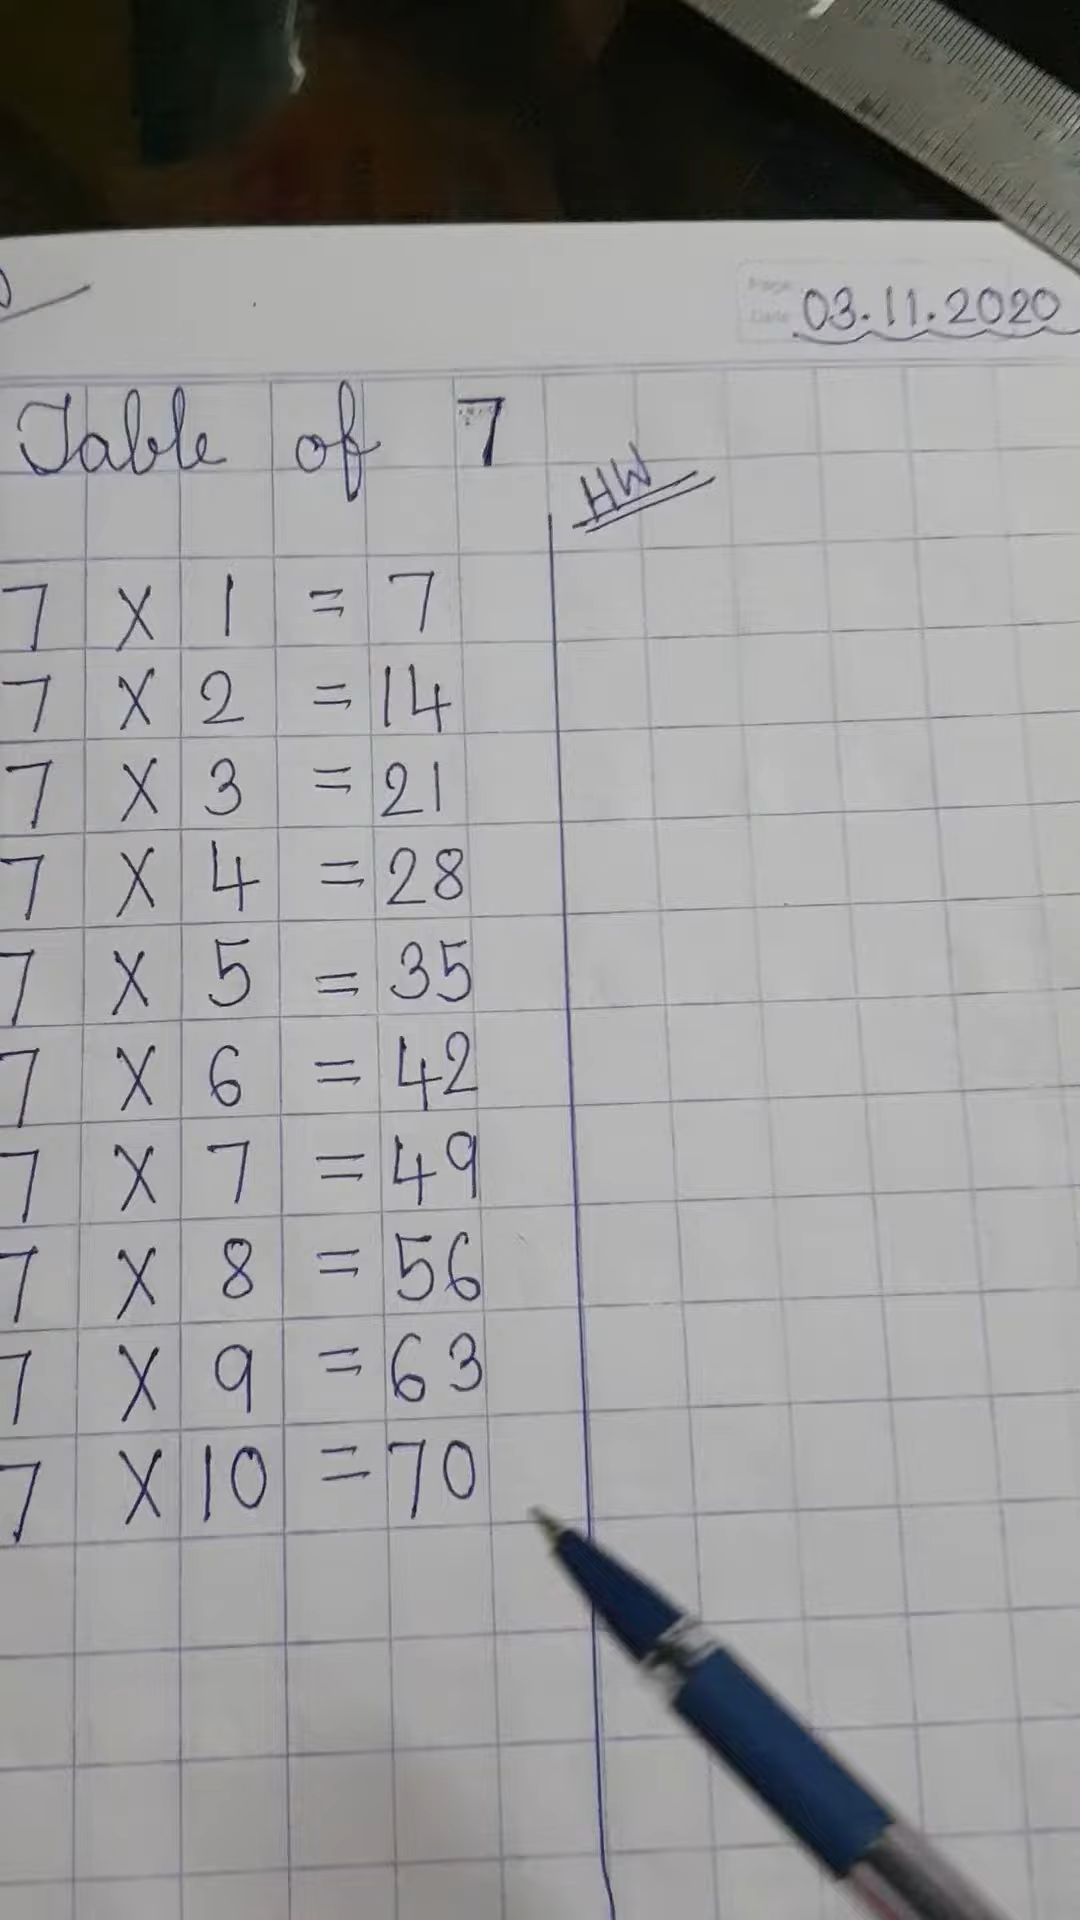 03.11.2020
Table of 7
HW
7 X 1 = 7
7 X 2 = 14
7 X 3 = 21
7 X 4 = 28
7 X 5 = 35
7 X 6 = 42
7 X 7 = 49
7 X 8 = 56
7 X 9 = 63
7 X 10 = 70